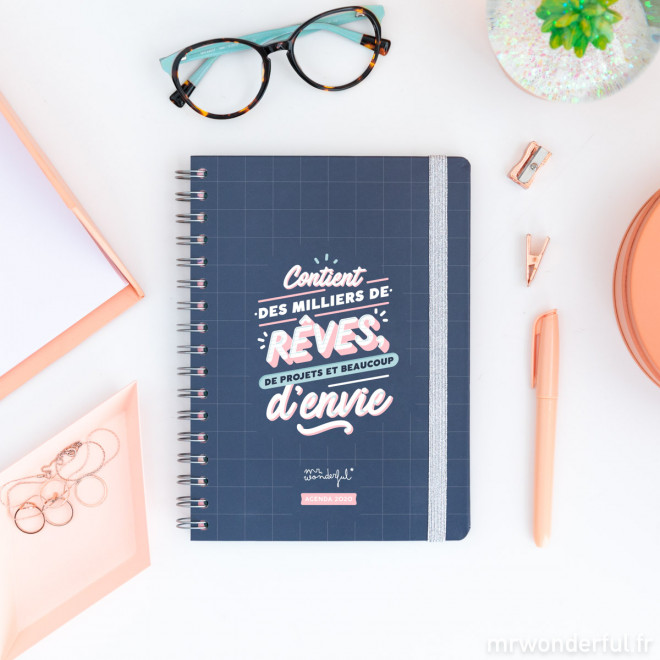 Contient
DES MILLIERS DE
RÊVES,
DE PROJETS ET BEAUCOUP
d'envie
mr.
wonderful*
AGENDA 2020
mrwonderful.fr